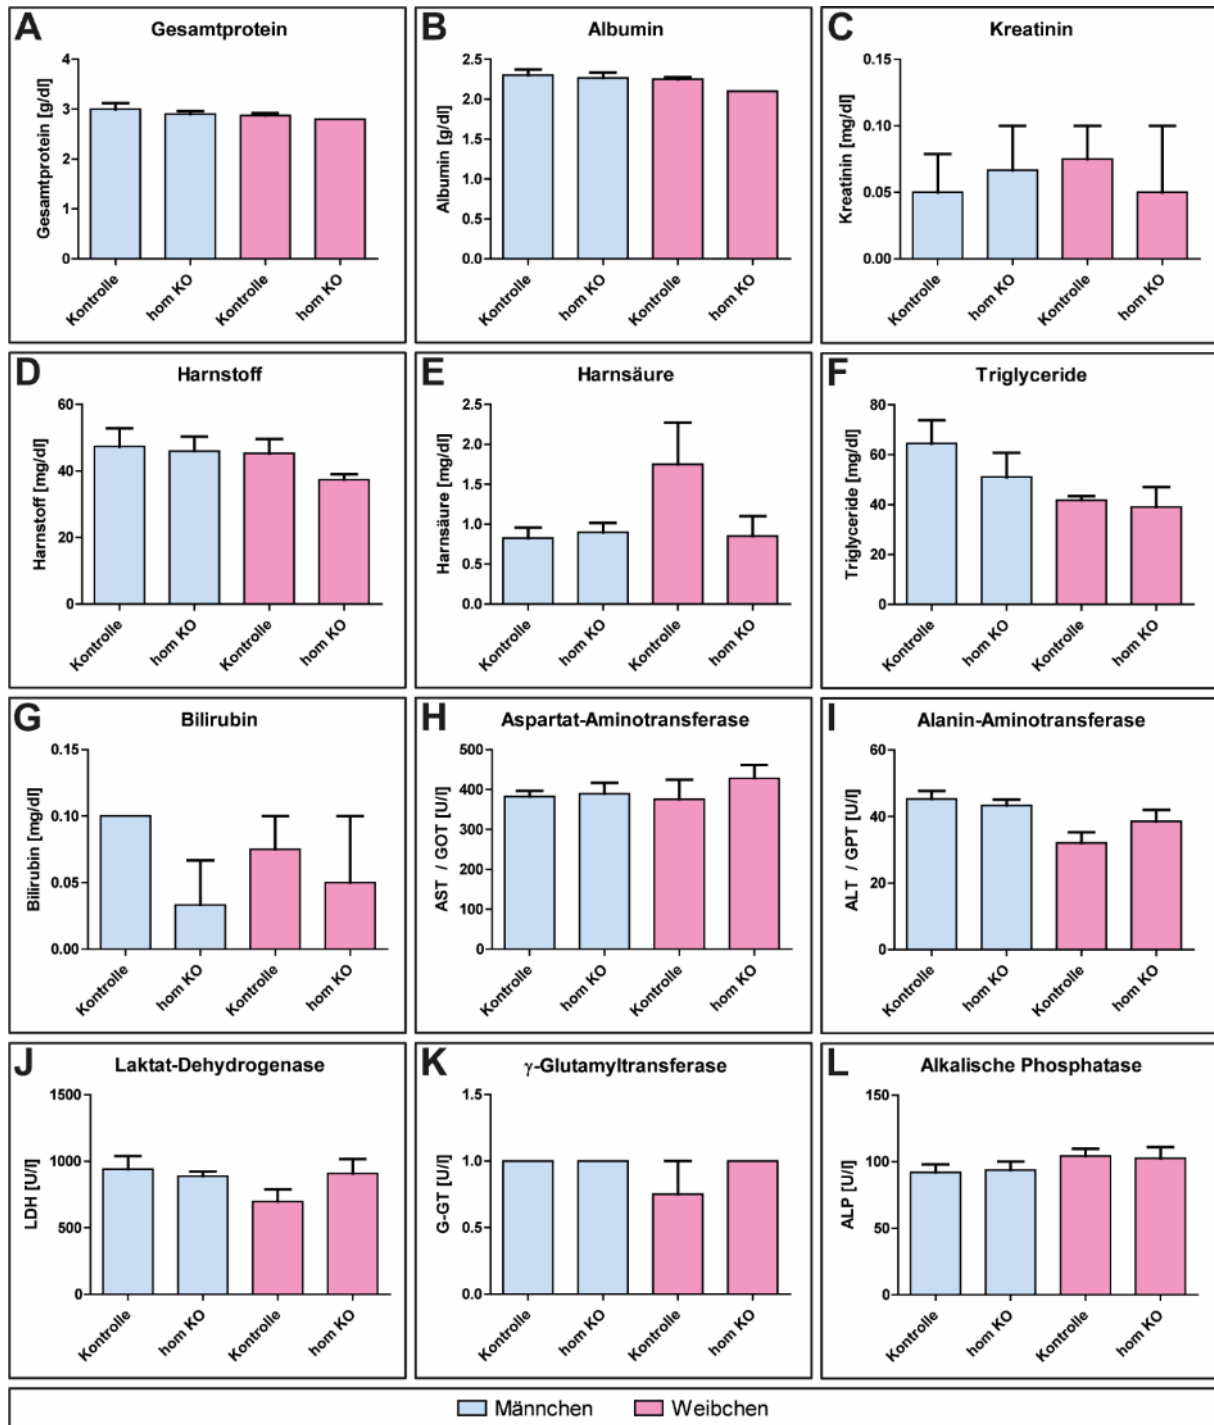 A Gesamtprotein
Gesamtprotein [g/dl]
4
3
2
1
0
Kontrolle hom KO Kontrolle hom KO
B Albumin
Albumin [g/dl]
2.5
2.0
1.5
1.0
0.5
0.0
Kontrolle hom KO Kontrolle hom KO
C Kreatinin
Kreatinin [mg/dl]
0.15
0.10
0.05
0.00
Kontrolle hom KO Kontrolle hom KO
D Harnstoff
Harnstoff [mg/dl]
60
40
20
0
Kontrolle hom KO Kontrolle hom KO
E Harnsäure
Harnsäure [mg/dl]
2.5
2.0
1.5
1.0
0.5
0.0
Kontrolle hom KO Kontrolle hom KO
F Triglyceride
Triglyceride [mg/dl]
80
60
40
20
0
Kontrolle hom KO Kontrolle hom KO
G Bilirubin
Bilirubin [mg/dl]
0.15
0.10
0.05
0.00
Kontrolle hom KO Kontrolle hom KO
H Aspartat-Aminotransferase
AST / GOT [U/l]
500
400
300
200
100
0
Kontrolle hom KO Kontrolle hom KO
I Alanin-Aminotransferase
ALT / GPT [U/l]
60
40
20
0
Kontrolle hom KO Kontrolle hom KO
J Laktat-Dehydrogenase
LDH [U/l]
1500
1000
500
0
Kontrolle hom KO Kontrolle hom KO
K γ-Glutamyltransferase
G-GT [U/l]
1.5
1.0
0.5
0.0
Kontrolle hom KO Kontrolle hom KO
L Alkalische Phosphatase
ALP [U/l]
150
100
50
0
Kontrolle hom KO Kontrolle hom KO
Männchen Weibchen